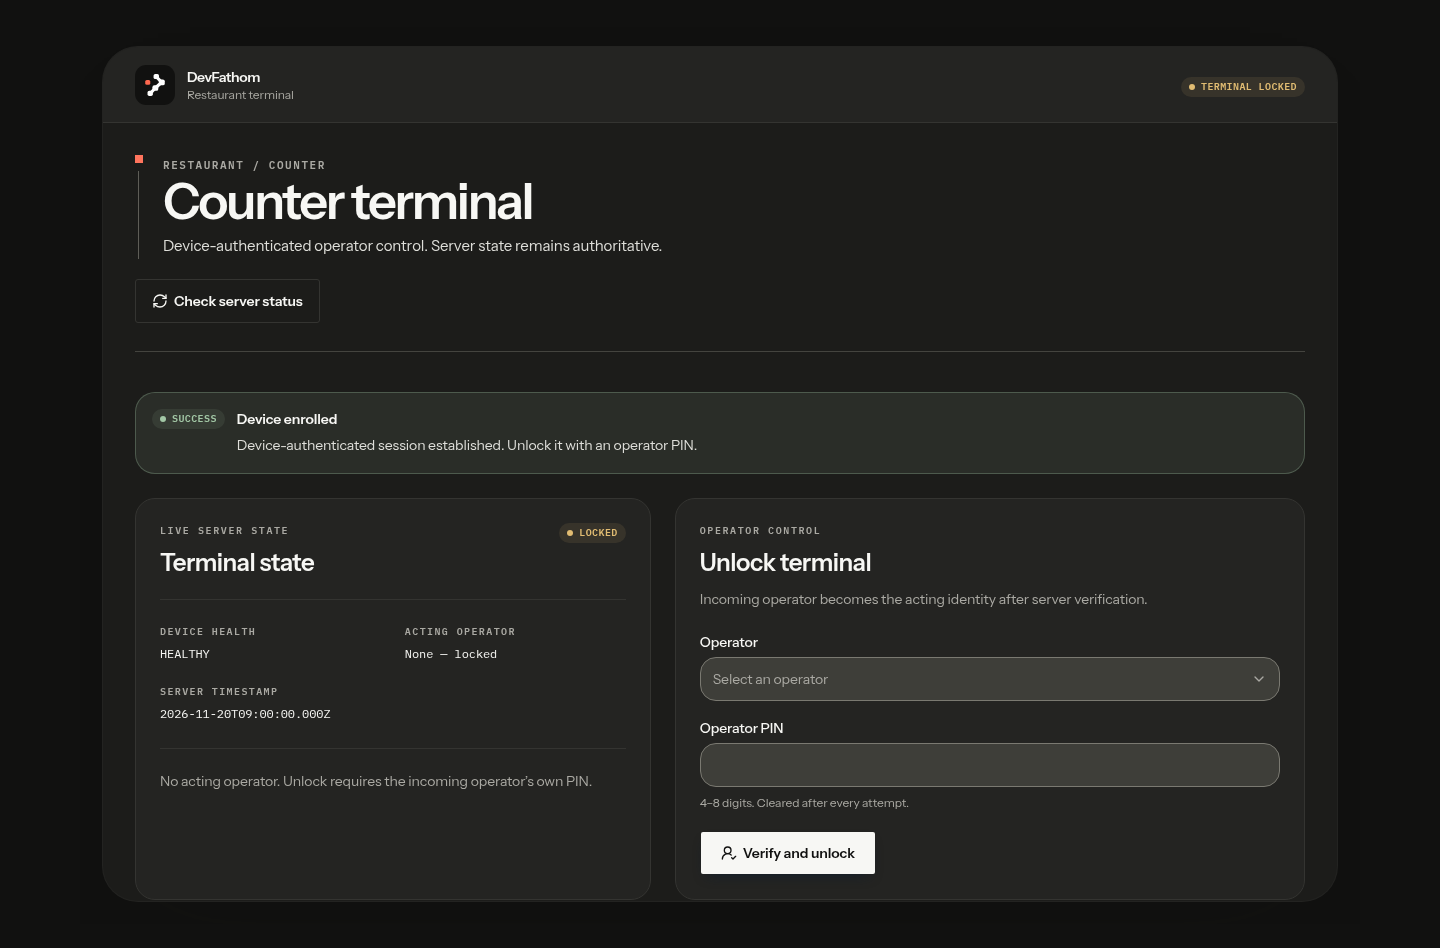 DevFathom
Restaurant terminal
TERMINAL LOCKED
RESTAURANT / COUNTER
Counter terminal
Device-authenticated operator control. Server state remains authoritative.
Check server status
SUCCESS
Device enrolled
Device-authenticated session established. Unlock it with an operator PIN.
LIVE SERVER STATE
LOCKED
Terminal state
DEVICE HEALTH
HEALTHY
ACTING OPERATOR
None — locked
SERVER TIMESTAMP
2026-11-20T09:00:00.000Z
No acting operator. Unlock requires the incoming operator’s own PIN.
OPERATOR CONTROL
Unlock terminal
Incoming operator becomes the acting identity after server verification.
Operator
Select an operator
Operator PIN
4–8 digits. Cleared after every attempt.
Verify and unlock